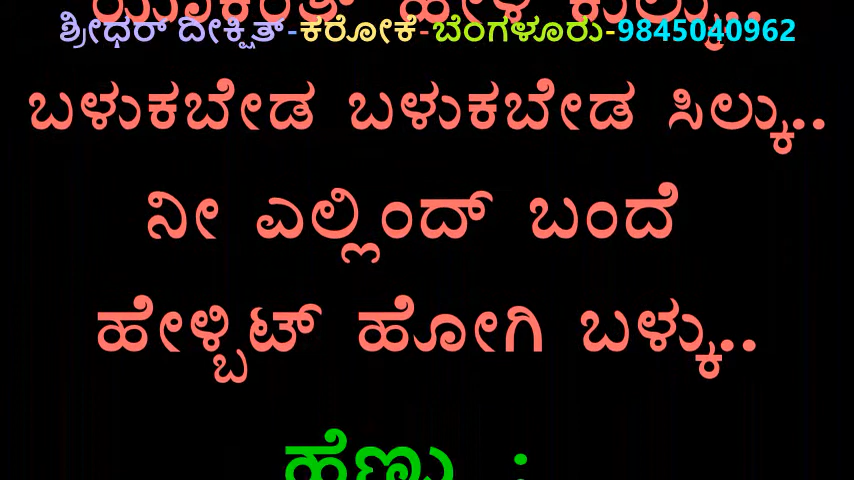 ಶ್ರೀಧರ್ ದೀಕ್ಷಿತ್-ಕರೋಕೆ-ಬೆಂಗಳೂರು-9845040962
ಬಳುಕಬೇಡ ಬಳುಕಬೇಡ ಸಿಲ್ಕು..
ನೀ ಎಲ್ಲಿಂದ್ ಬಂದೆ
ಹೇಳ್ಬಿಟ್ ಹೋಗಿ ಬಳ್ಕು..
ಹೆಣ್ಣು :